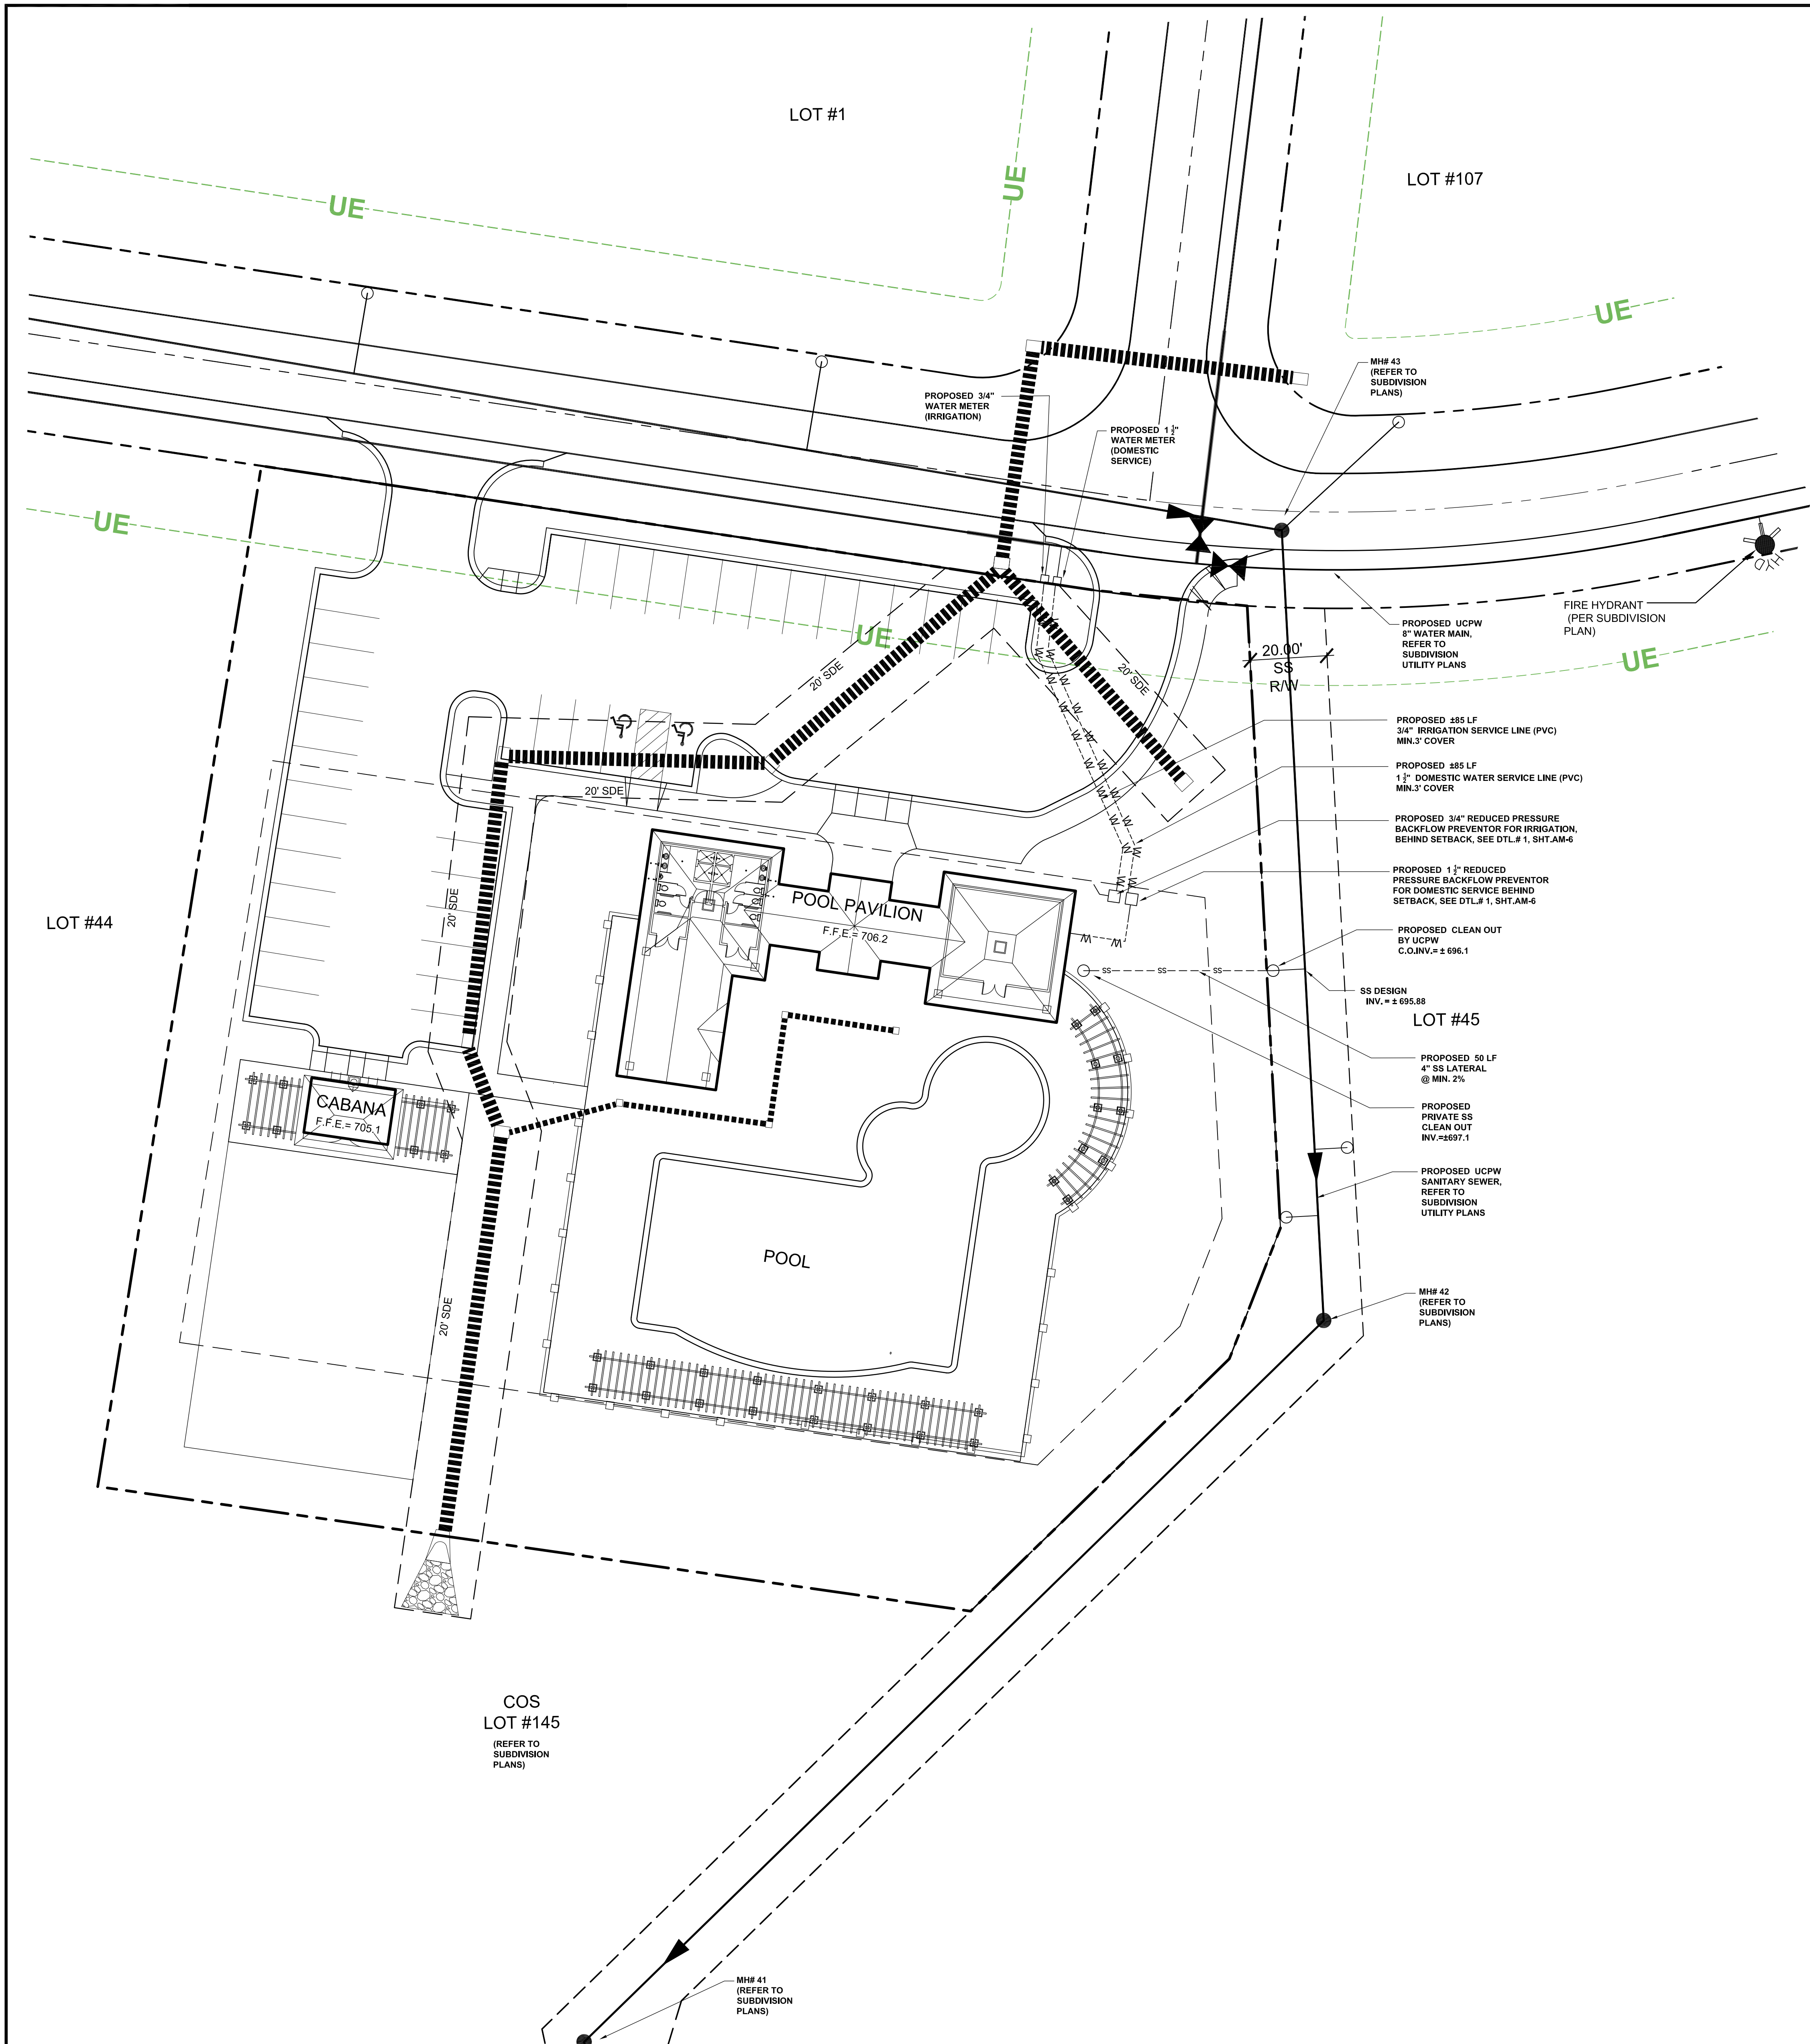 LOT #1
LOT #107
UE
UE
UE
MH# 43
(REFER TO
SUBDIVISION
PLANS)
PROPOSED 3/4"
WATER METER
(IRRIGATION)
PROPOSED 1 1/2"
WATER METER
(DOMESTIC
SERVICE)
UE
HYD
FIRE HYDRANT
(PER SUBDIVISION
PLAN)
PROPOSED UCPW
8" WATER MAIN,
REFER TO
SUBDIVISION
UTILITY PLANS
UE
UE
20.00'
SS
R/W
20' SDE
20' SDE
W W W W W W W W W W W W W W W W W W
PROPOSED ±85 LF
3/4" IRRIGATION SERVICE LINE (PVC)
MIN.3' COVER
PROPOSED ±85 LF
1 1/2" DOMESTIC WATER SERVICE LINE (PVC)
MIN.3' COVER
20' SDE
PROPOSED 3/4" REDUCED PRESSURE
BACKFLOW PREVENTOR FOR IRRIGATION,
BEHIND SETBACK, SEE DTL.# 1, SHT.AM-6
PROPOSED 1 1/2" REDUCED
PRESSURE BACKFLOW PREVENTOR
FOR DOMESTIC SERVICE BEHIND
SETBACK, SEE DTL.# 1, SHT.AM-6
LOT #44
20' SDE
POOL PAVILION
F.F.E.= 706.2
W W
PROPOSED CLEAN OUT
BY UCPW
C.O.INV.= ± 696.1
SS SS SS
SS DESIGN
INV. = ± 695.88
LOT #45
PROPOSED 50 LF
4" SS LATERAL
@ MIN. 2%
CABANA
F.F.E.= 705.1
PROPOSED
PRIVATE SS
CLEAN OUT
INV.=±697.1
PROPOSED UCPW
SANITARY SEWER,
REFER TO
SUBDIVISION
UTILITY PLANS
POOL
20' SDE
MH# 42
(REFER TO
SUBDIVISION
PLANS)
COS
LOT #145
(REFER TO
SUBDIVISION
PLANS)
MH# 41
(REFER TO
SUBDIVISION
PLANS)